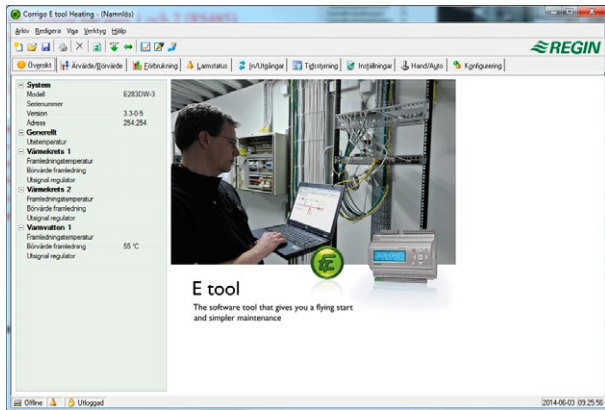 Corrigo E tool Heating - (Namnlös)
Arkiv Redigera Visa Verktyg Hjälp
REGIN
Översikt Ärvärde/Börvärde Förbrukning Larmstatus In/Utgångar Tidsstyrning Inställningar Hand/Auto Konfigurering
System
Modell E283DW-3
Serienummer
Version 3.3-0-5
Adress 254:254
Generellt
Utetemperatur
Värmekrets 1
Framledningstemperatur
Börvärde framledning
Utsignal regulator
Värmekrets 2
Framledningstemperatur
Börvärde framledning
Utsignal regulator
Varmvatten 1
Framledningstemperatur
Börvärde framledning 55 °C
Utsignal regulator
E tool
The software tool that gives you a flying start
and simpler maintenance
Offline Utloggad 2014-06-03 09:25:56